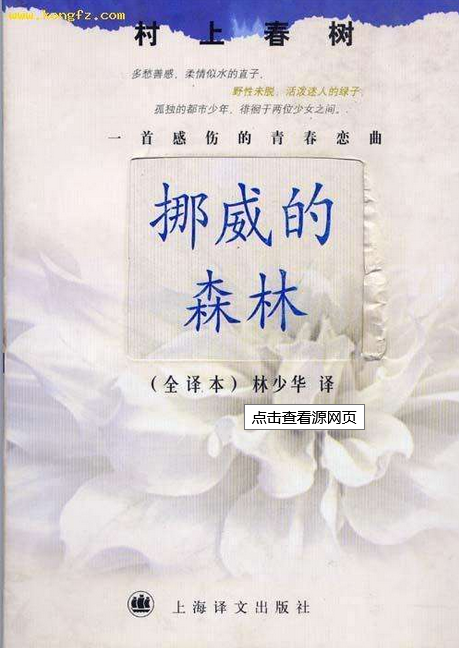 www.kongfz.com
村上春树
多愁善感、柔情似水的直子,
野性未脱、活泼迷人的绿子,
孤独的都市少年,徘徊于两位少女之间。
一首感伤的青春恋曲
挪威的
森林
(全译本)林少华 译
点击查看源网页
上海译文出版社